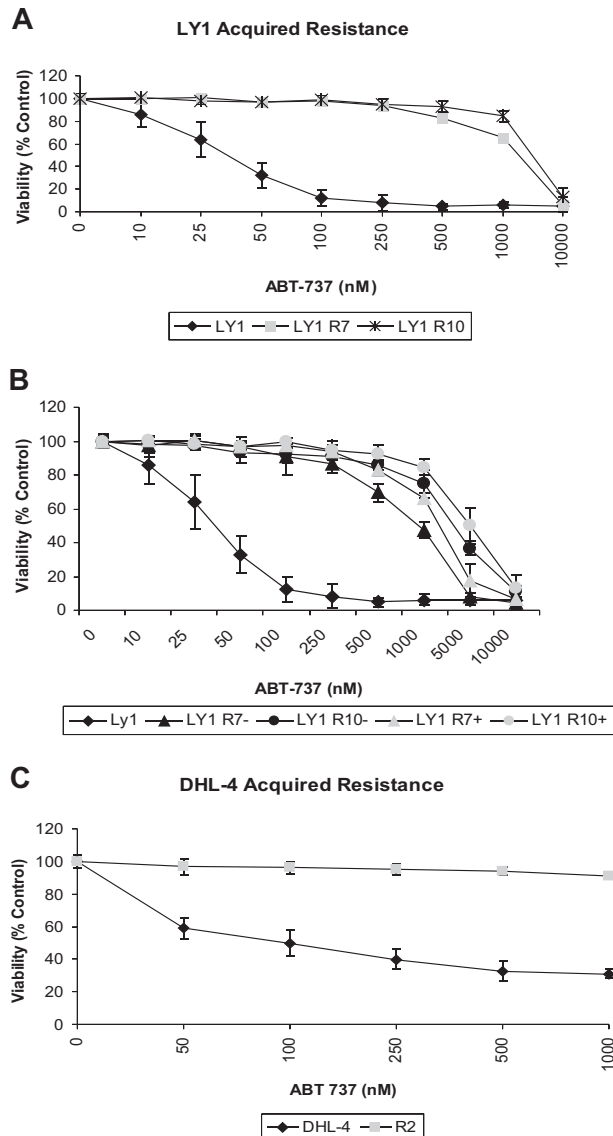 A
LY1 Acquired Resistance
Viability (% Control)
120
100
80
60
40
20
0
0 10 25 50 100 250 500 1000 10000
ABT-737 (nM)
LY1 LY1 R7 LY1 R10
B
Viability (% Control)
120
100
80
60
40
20
0
0 10 25 50 100 250 500 1000 5000 10000
ABT-737 (nM)
Ly1 LY1 R7- LY1 R10- LY1 R7+ LY1 R10+
C
DHL-4 Acquired Resistance
Viability (% Control)
120
100
80
60
40
20
0
0 50 100 250 500 1000
ABT 737 (nM)
DHL-4 R2